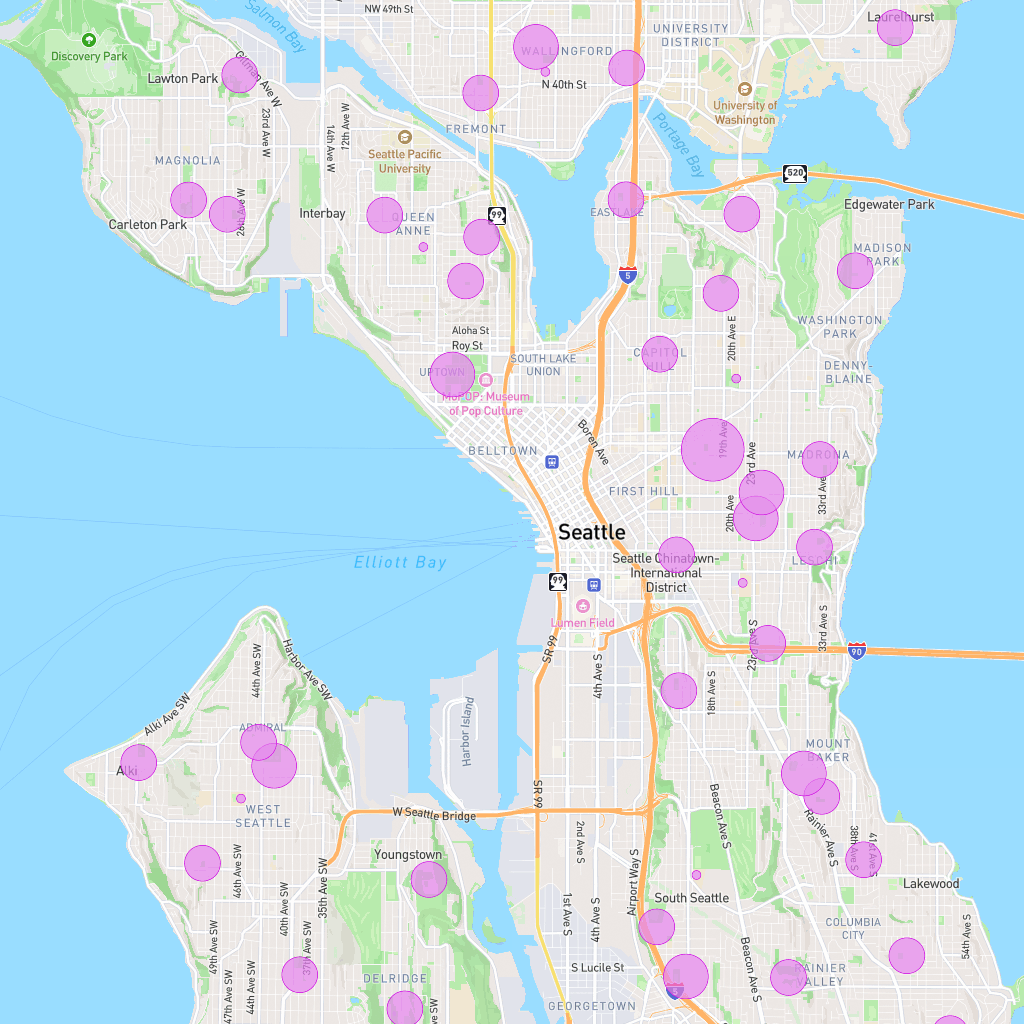 NW 49th St
Salmon Bay
Laurelhurst
UNIVERSITY
DISTRICT
WALLINGFORD
Discovery Park
Gilman Ave W
Lawton Park
N 40th St
University of
Washington
23rd Ave W
14th Ave W
12th Ave W
FREMONT
Portage Bay
Seattle Pacific
University
MAGNOLIA
520
26th Ave W
Carleton Park
Interbay
QUEEN
ANNE
99
EASTLAKE
Edgewater Park
MADISON
PARK
5
20th Ave E
WASHINGTON
PARK
Aloha St
Roy St
SOUTH LAKE
UNION
CAPITOL
HILL
UPTOWN
DENNY-
BLAINE
MoPOP: Museum
of Pop Culture
Boren Ave
19th Ave
23rd Ave
BELLTOWN
MADRONA
FIRST HILL
20th Ave
33rd Ave
Seattle
Elliott Bay
Seattle Chinatown-
International
District
LESCHI
99
Lumen Field
SR 99
4th Ave S
23rd Ave S
33rd Ave S
90
44th Ave SW
Harbor Ave SW
18th Ave S
Alki Ave SW
Harbor Island
ADMIRAL
MOUNT
BAKER
Alki
WEST
SEATTLE
W Seattle Bridge
SR 99
2nd Ave S
Beacon Ave S
Rainier Ave S
38th Ave S
41st Ave S
Youngstown
46th Ave SW
35th Ave SW
40th Ave SW
Airport Way S
South Seattle
Lakewood
1st Ave S
4th Ave S
COLUMBIA
CITY
54th Ave S
49th Ave SW
44th Ave SW
37th Ave SW
47th Ave SW
DELRIDGE
S Lucile St
Beacon Ave S
RAINIER
VALLEY
5
GEORGETOWN